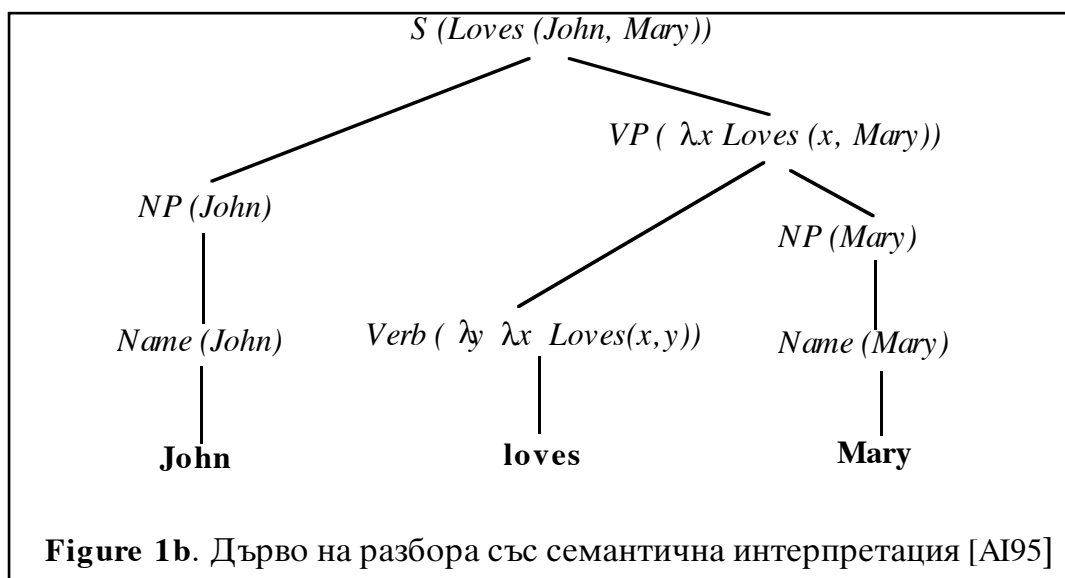 S (Loves (John, Mary))
VP ( λx Loves (x, Mary))
NP (John)
NP (Mary)
Name (John) Verb ( λy λx Loves(x,y)) Name (Mary)
John loves Mary
Figure 1b. Дърво на разбора със семантична интерпретация [AI95]